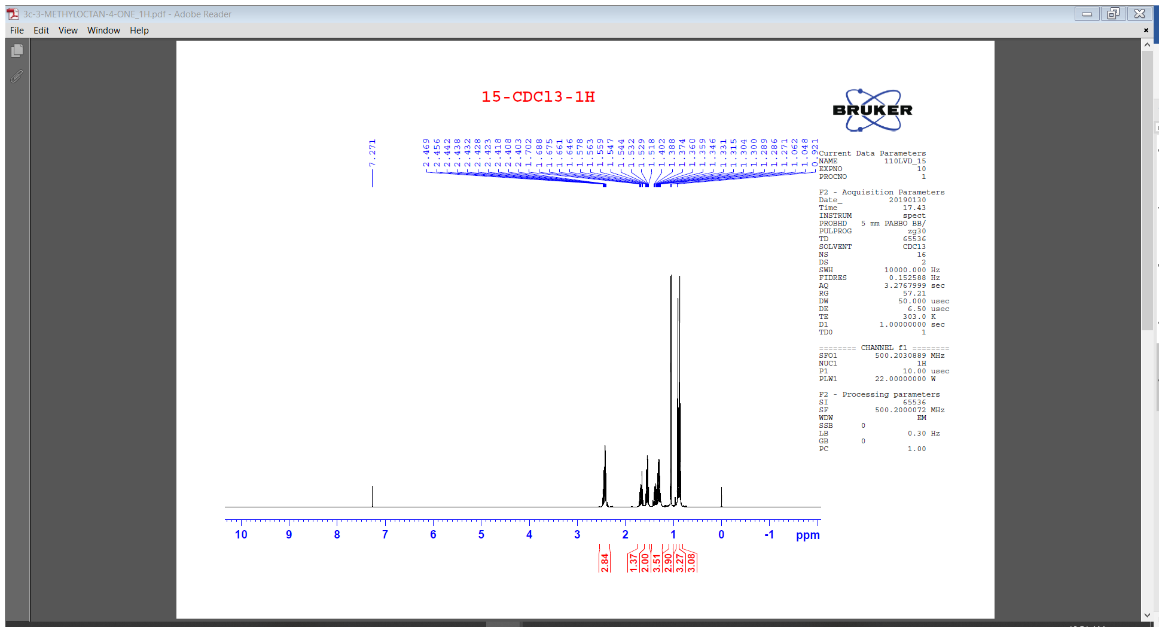 3c-3-METHYLOCTAN-4-ONE_1H.pdf - Adobe Reader
File Edit View Window Help
15-CDCl3-1H
BRUKER
7.271
2.469
2.456
2.442
2.438
2.432
2.428
2.423
2.418
2.408
2.403
1.702
1.688
1.675
1.661
1.646
1.578
1.563
1.559
1.547
1.544
1.532
1.529
1.518
1.402
1.388
1.374
1.360
1.359
1.346
1.331
1.315
1.304
1.300
1.289
1.286
1.271
1.062
1.048
0.921
Current Data Parameters
NAME 110LVD_15
EXPNO 10
PROCNO 1
F2 - Acquisition Parameters
Date_ 20190130
Time 17.43
INSTRUM spect
PROBHD 5 mm PABBO BB/
PULPROG zg30
TD 65536
SOLVENT CDCl3
NS 16
DS 2
SWH 10000.000 Hz
FIDRES 0.152588 Hz
AQ 3.2767999 sec
RG 57.21
DW 50.000 usec
DE 6.50 usec
TE 303.0 K
D1 1.00000000 sec
TD0 1
======== CHANNEL f1 ========
SFO1 500.2030889 MHz
NUC1 1H
P1 10.00 usec
PLW1 22.00000000 W
F2 - Processing parameters
SI 65536
SF 500.2000072 MHz
WDW EM
SSB 0
LB 0.30 Hz
GB 0
PC 1.00
10 9 8 7 6 5 4 3 2 1 0 -1 ppm
2.84
1.37
2.00
3.51
2.90
3.27
3.08